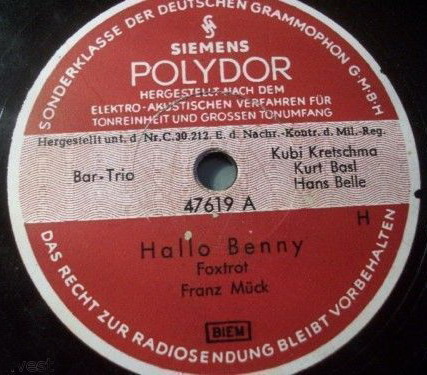 SONDERKLASSE DER DEUTSCHEN GRAMMOPHON G·M·B·H
SIEMENS
POLYDOR
HERGESTELLT NACH DEM
ELEKTRO-AKUSTISCHEN VERFAHREN FÜR
TONREINHEIT UND GROSSEN TONUMFANG
Hergestellt unt. d. Nr. C. 30.212. E. d. Nachr.-Kontr. d. Mil.-Reg.
Bar-Trio
Kubi Kretschma
Kurt Basl
Hans Belle
47619 A
H
Hallo Benny
Foxtrot
Franz Mück
BIEM
DAS RECHT ZUR RADIOSENDUNG BLEIBT VORBEHALTEN